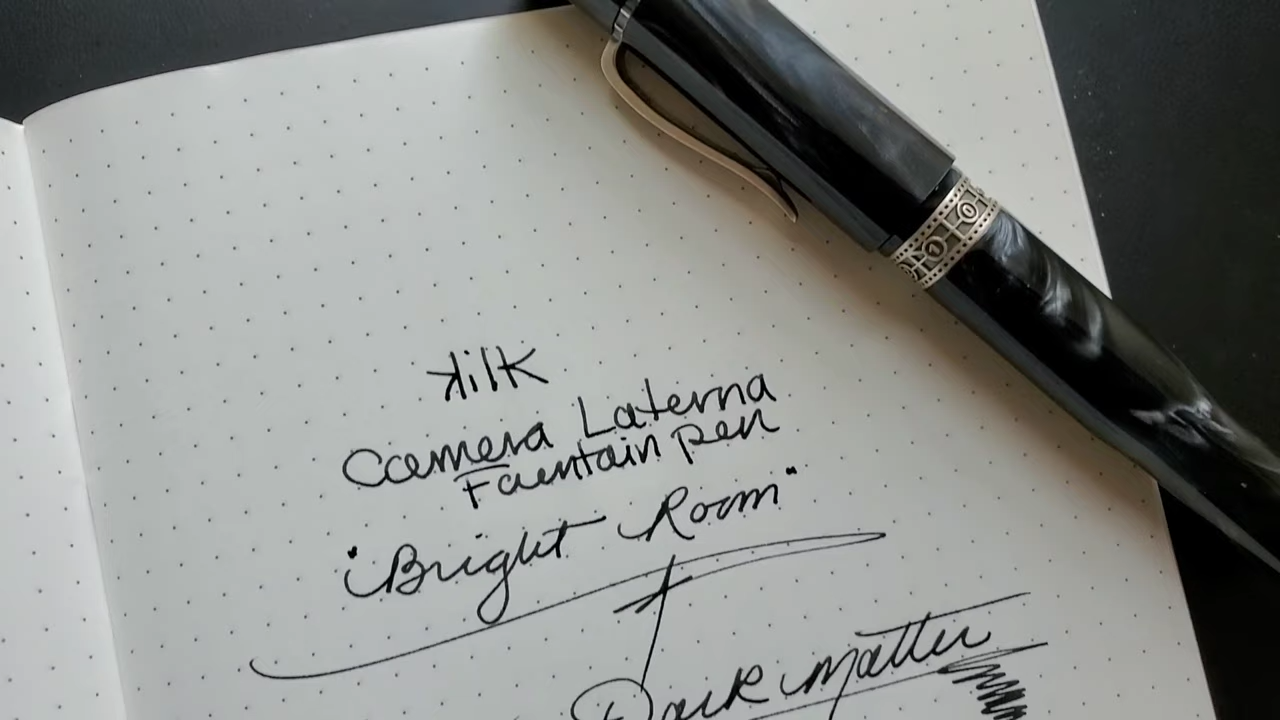 Kilk
Camera Laterna
Fountain pen
"Bright Room"
Dark Matter